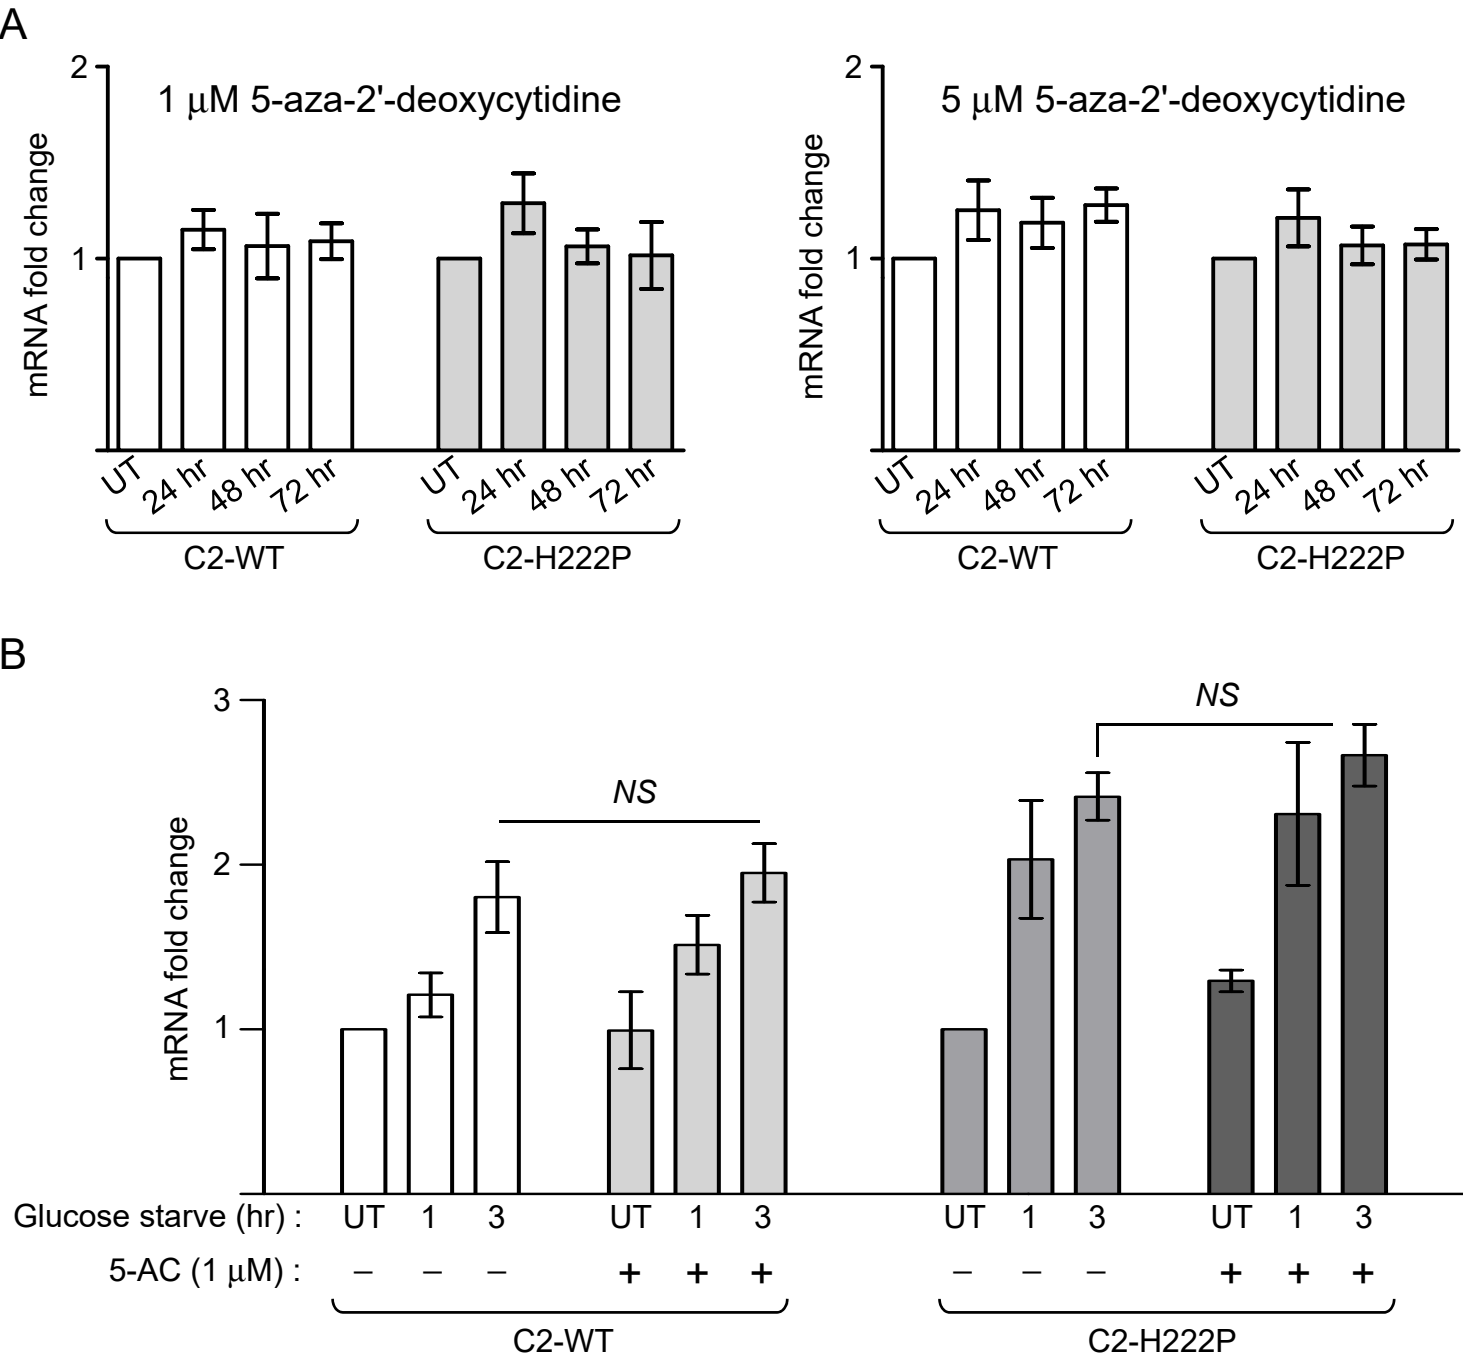 A
2
1 μM 5-aza-2'-deoxycytidine
mRNA fold change
1
UT 24 hr 48 hr 72 hr UT 24 hr 48 hr 72 hr
C2-WT C2-H222P
2
5 μM 5-aza-2'-deoxycytidine
mRNA fold change
1
UT 24 hr 48 hr 72 hr UT 24 hr 48 hr 72 hr
C2-WT C2-H222P
B
3
NS
NS
2
mRNA fold change
1
Glucose starve (hr) : UT 1 3 UT 1 3 UT 1 3 UT 1 3
5-AC (1 μM) : – – – + + + – – – + + +
C2-WT C2-H222P